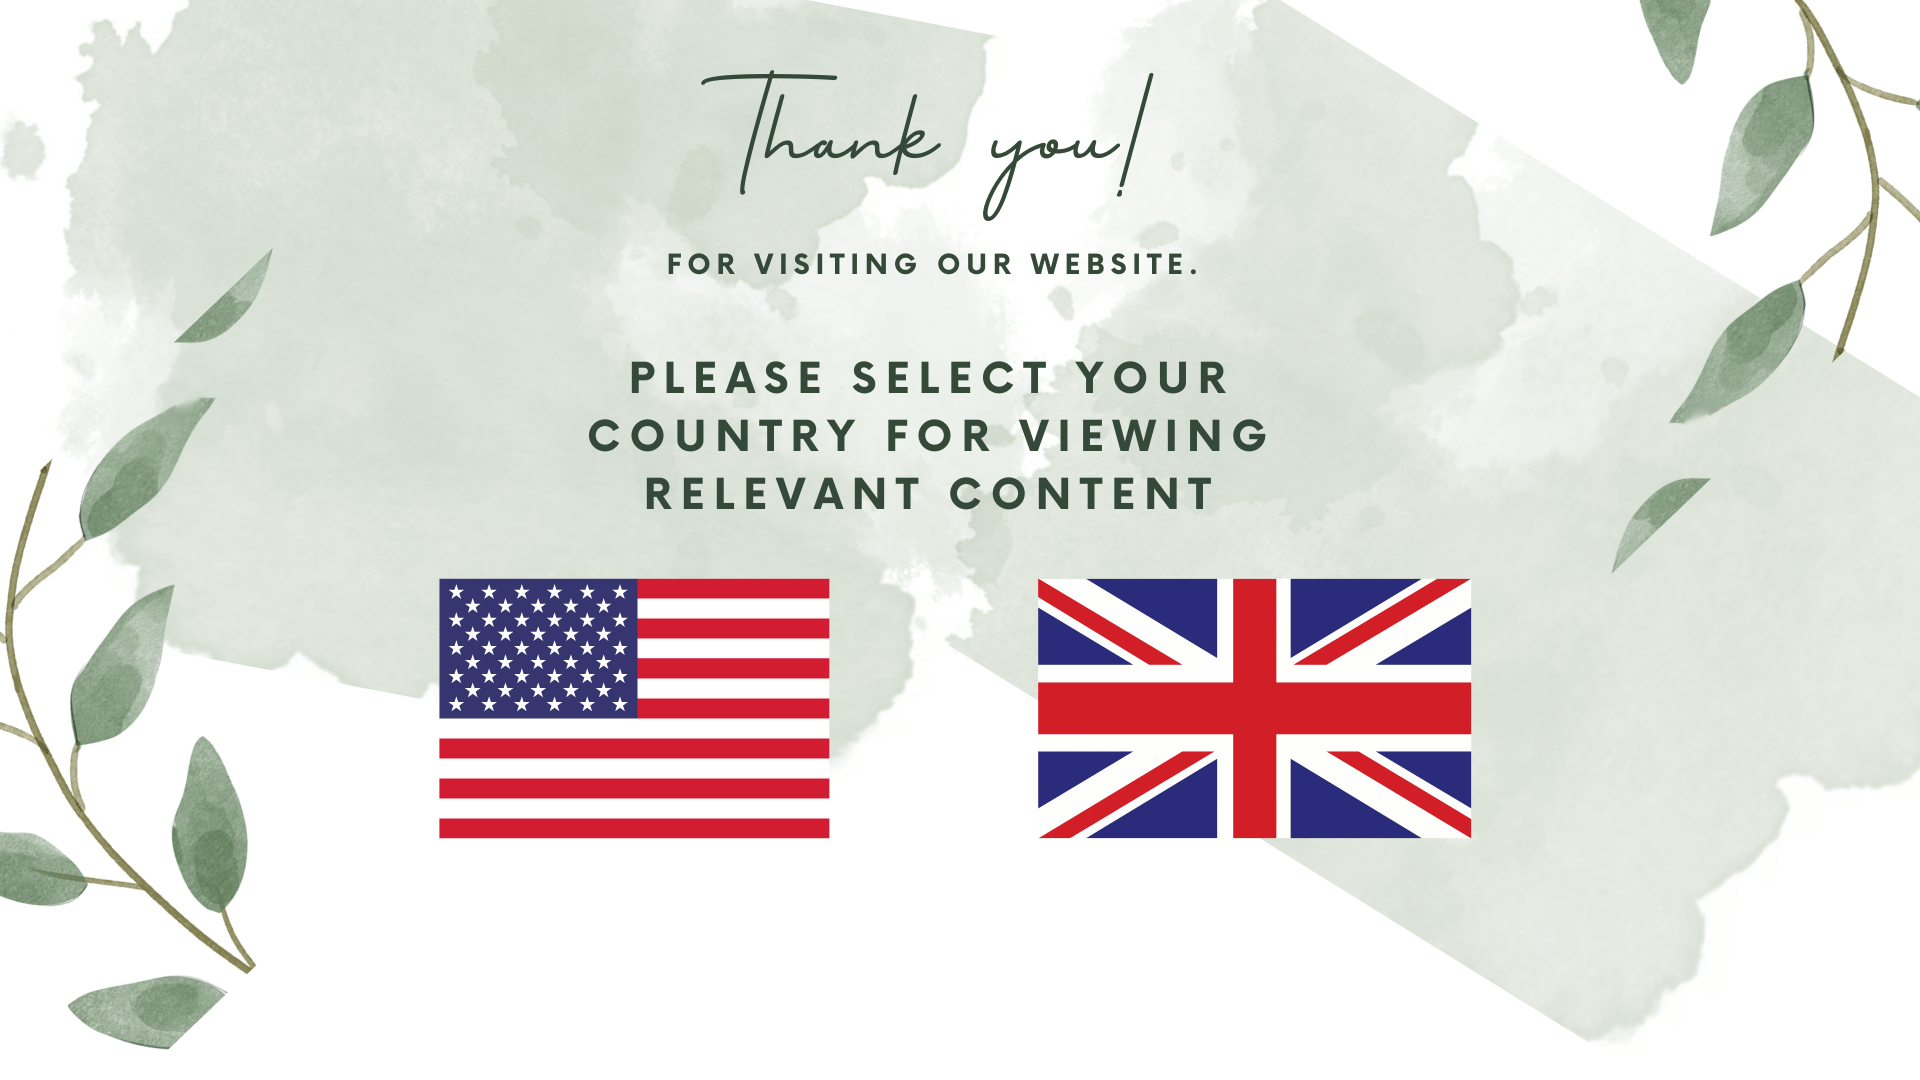 Thank you!
FOR VISITING OUR WEBSITE.
PLEASE SELECT YOUR
COUNTRY FOR VIEWING
RELEVANT CONTENT